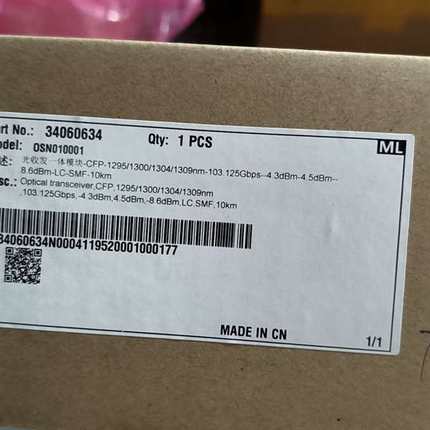 art No.: 34060634
Qty: 1 PCS
ML
odel: OSN010001
述: 光收发一体模块-CFP-1295/1300/1304/1309nm-103.125Gbps--4.3dBm-4.5dBm--
8.6dBm-LC-SMF-10km
sc.: Optical transceiver,CFP,1295/1300/1304/1309nm
,103.125Gbps,-4.3dBm,4.5dBm,-8.6dBm,LC,SMF,10km
34060634N0004119520001000177
MADE IN CN
1/1